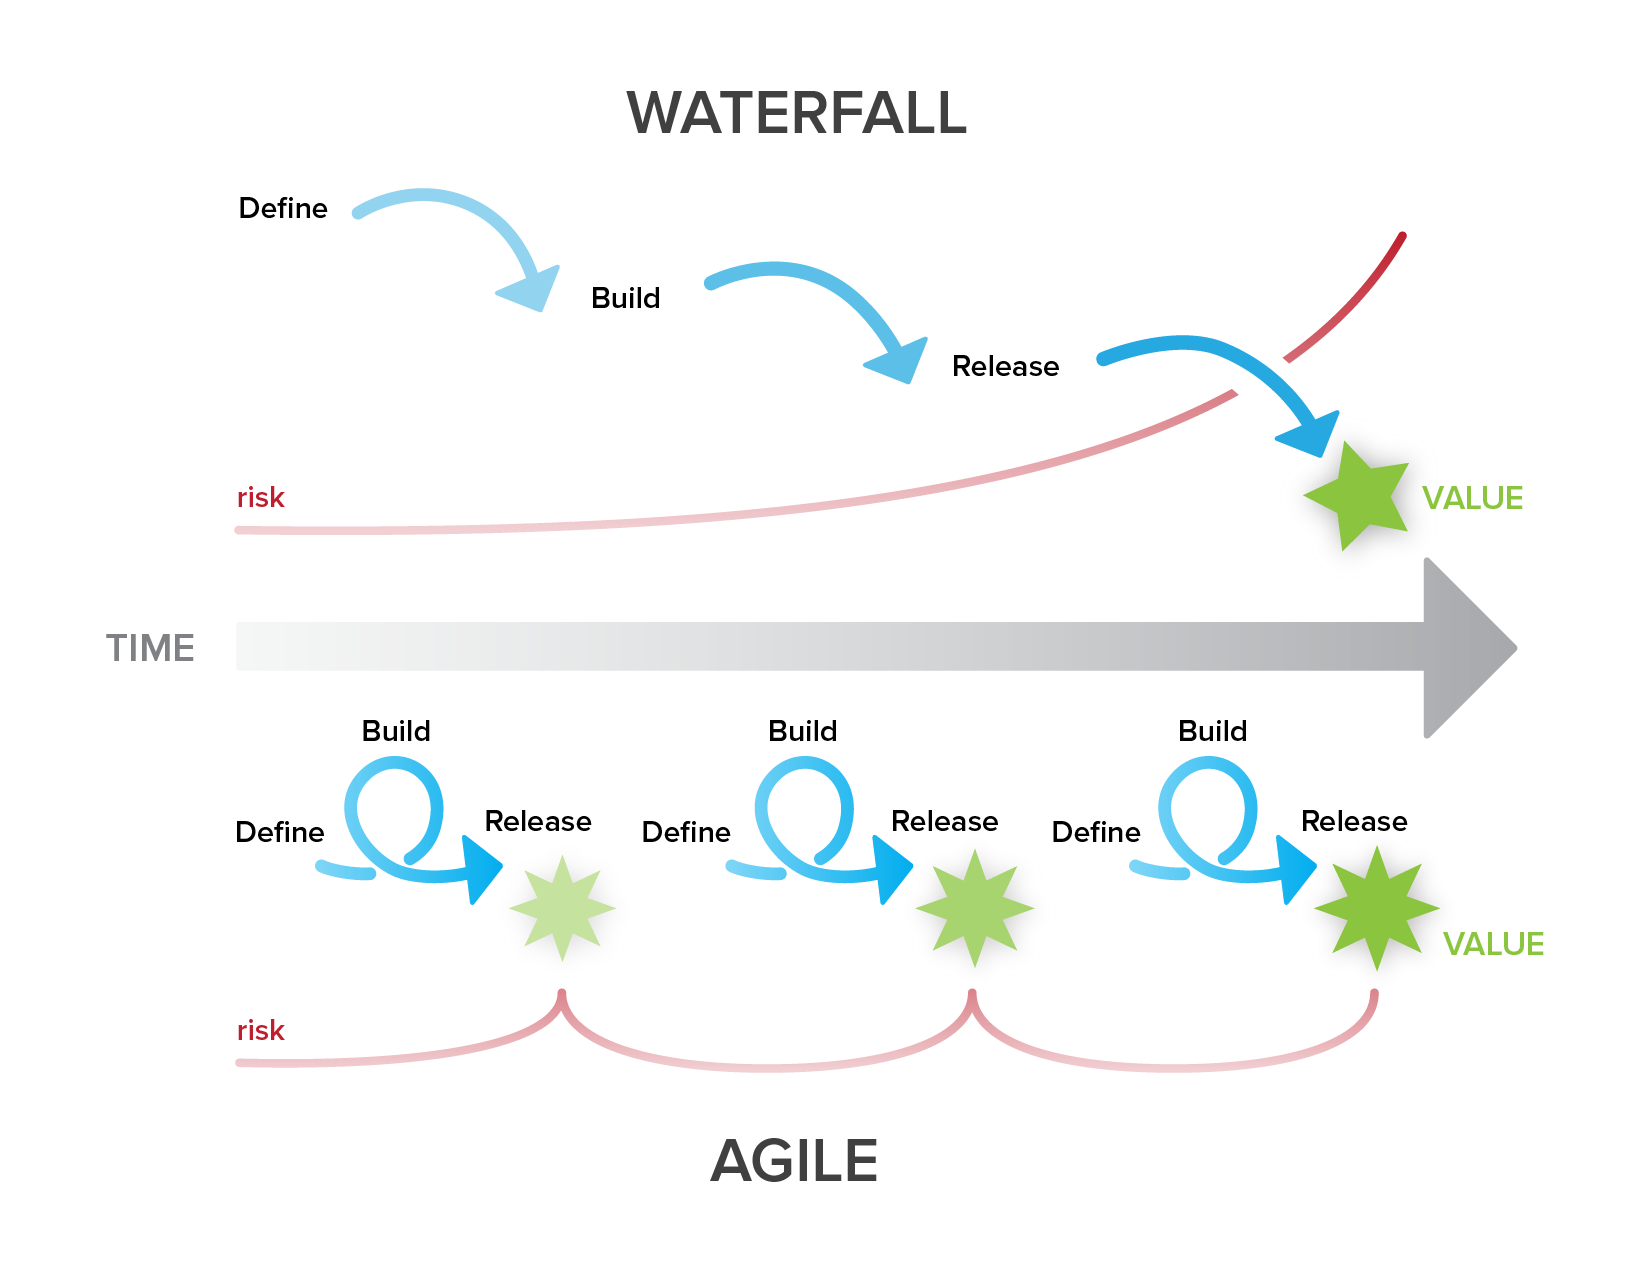 WATERFALL
Define
Build
Release
risk
VALUE
TIME
Build
Build
Build
Define
Release
Define
Release
Define
Release
VALUE
risk
AGILE